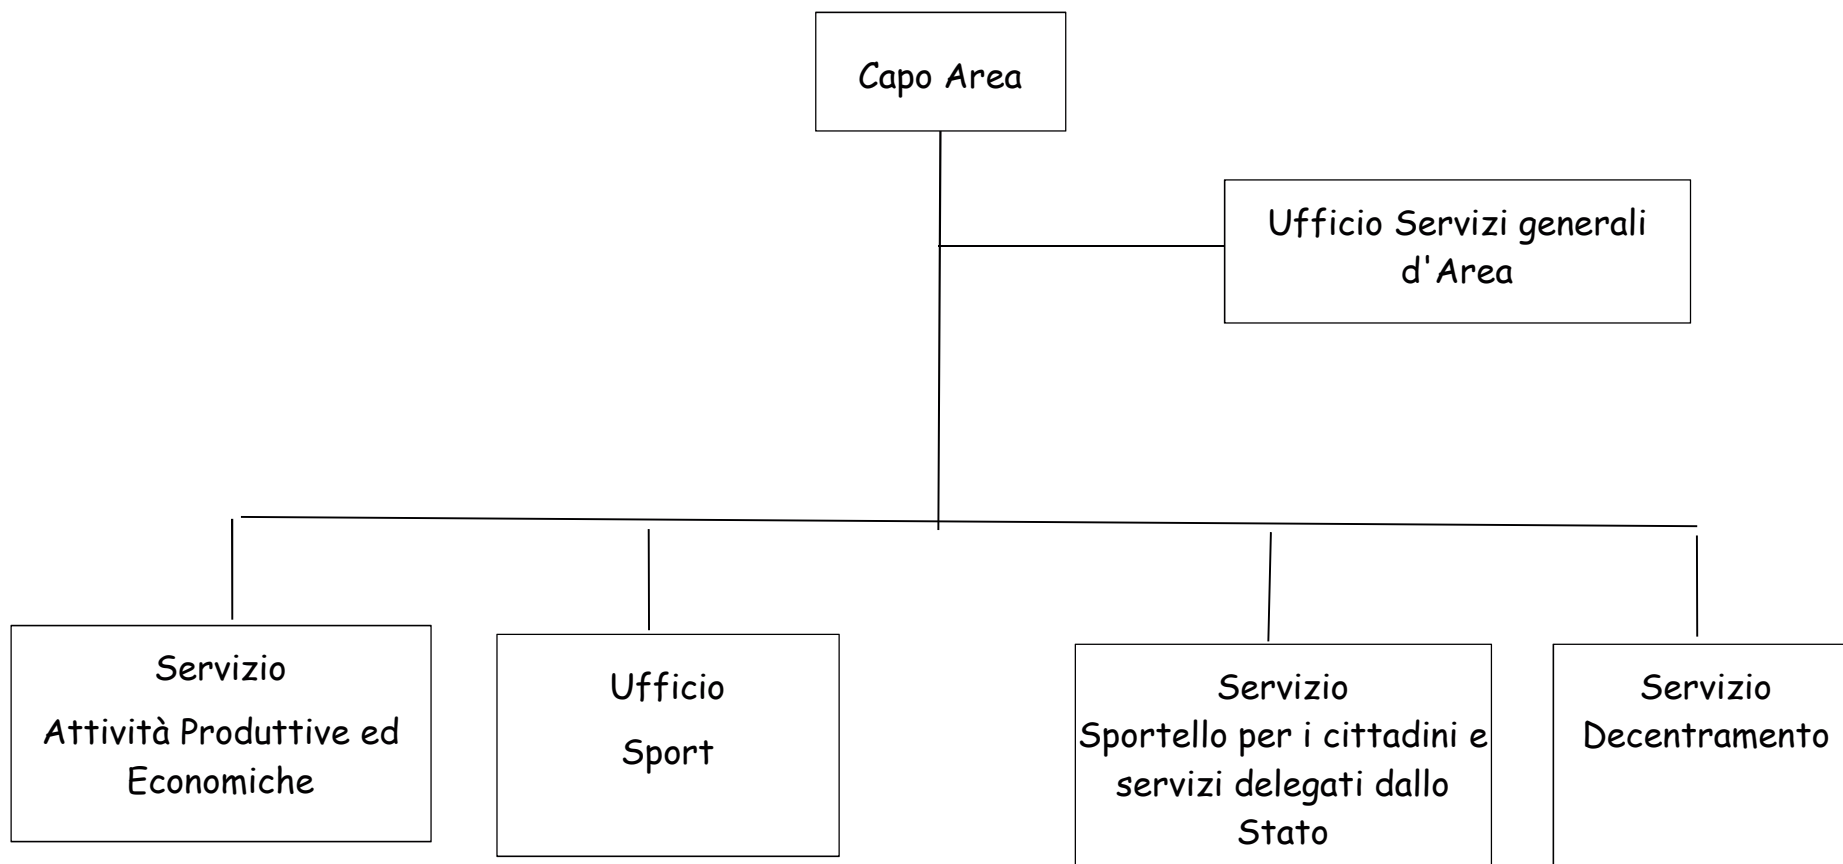 Capo Area
Ufficio Servizi generali
d'Area
Servizio
Attività Produttive ed
Economiche
Ufficio
Sport
Servizio
Sportello per i cittadini e
servizi delegati dallo
Stato
Servizio
Decentramento